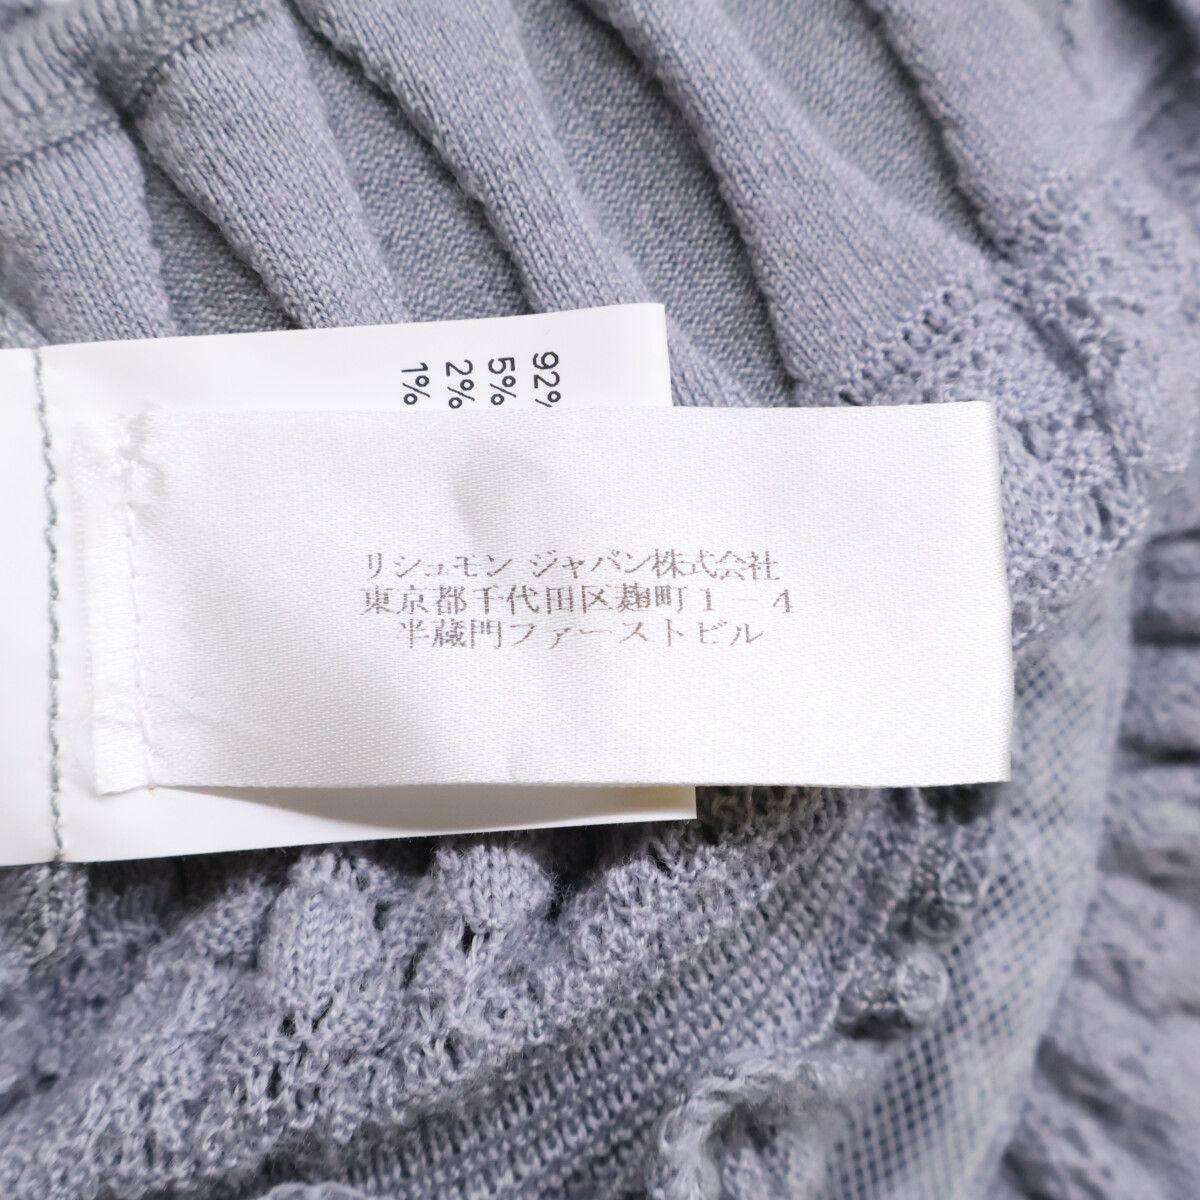 92%
5%
2%
1%
リシュモン ジャパン株式会社
東京都千代田区麹町1-4
半蔵門ファーストビル